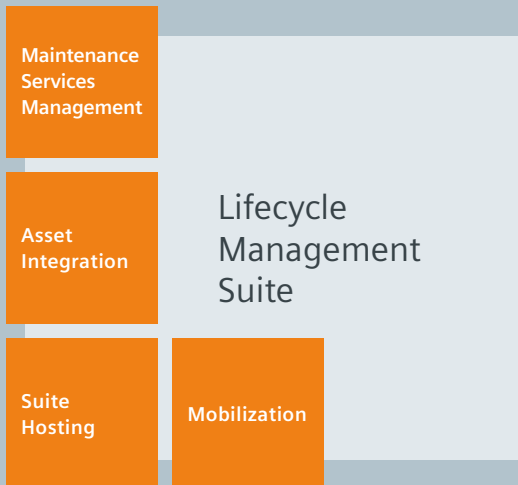 Maintenance
Services
Management
Asset
Integration
Lifecycle
Management
Suite
Suite
Hosting
Mobilization